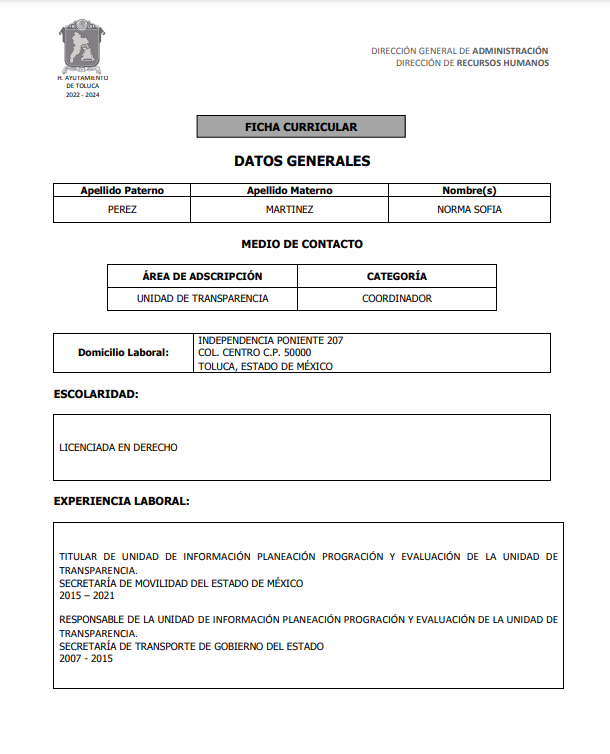 H. AYUTAMIENTO
DE TOLUCA
2022 - 2024
DIRECCIÓN GENERAL DE ADMINISTRACIÓN
DIRECCIÓN DE RECURSOS HUMANOS
FICHA CURRICULAR
DATOS GENERALES
Apellido Paterno Apellido Materno Nombre(s)
PEREZ MARTINEZ NORMA SOFIA
MEDIO DE CONTACTO
ÁREA DE ADSCRIPCIÓN CATEGORÍA
UNIDAD DE TRANSPARENCIA COORDINADOR
Domicilio Laboral:
INDEPENDENCIA PONIENTE 207
COL. CENTRO C.P. 50000
TOLUCA, ESTADO DE MÉXICO
ESCOLARIDAD:
LICENCIADA EN DERECHO
EXPERIENCIA LABORAL:
TITULAR DE UNIDAD DE INFORMACIÓN PLANEACIÓN PROGRACIÓN Y EVALUACIÓN DE LA UNIDAD DE
TRANSPARENCIA.
SECRETARÍA DE MOVILIDAD DEL ESTADO DE MÉXICO
2015 – 2021
RESPONSABLE DE LA UNIDAD DE INFORMACIÓN PLANEACIÓN PROGRACIÓN Y EVALUACIÓN DE LA UNIDAD DE
TRANSPARENCIA.
SECRETARÍA DE TRANSPORTE DE GOBIERNO DEL ESTADO
2007 - 2015